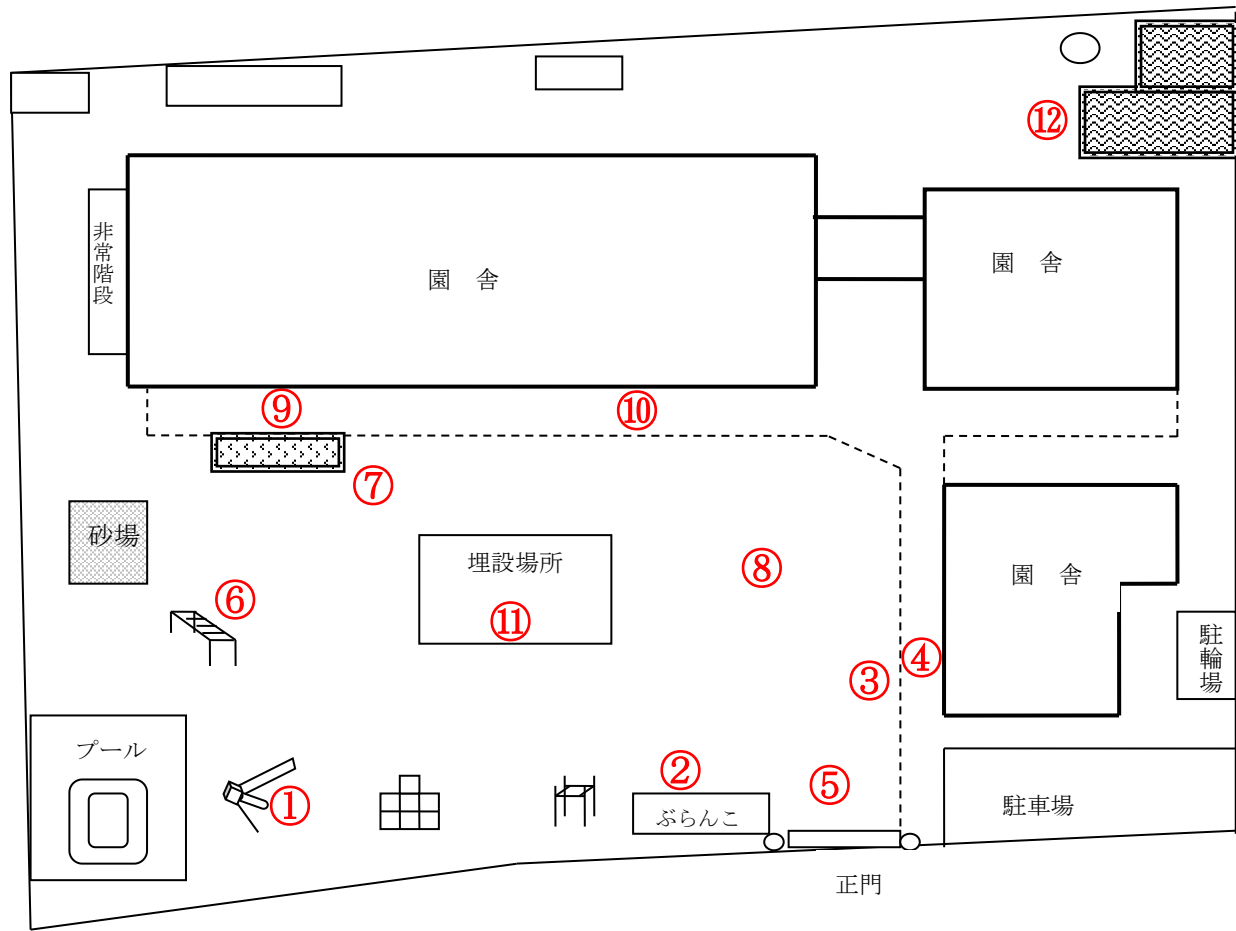 ⑫
非常階段
園　舎
園　舎
⑨
⑩
⑦
砂場
埋設場所
⑧
園　舎
⑥
⑪
④
③
駐輪場
プール
②
⑤
①
ぶらんこ
駐車場
正門